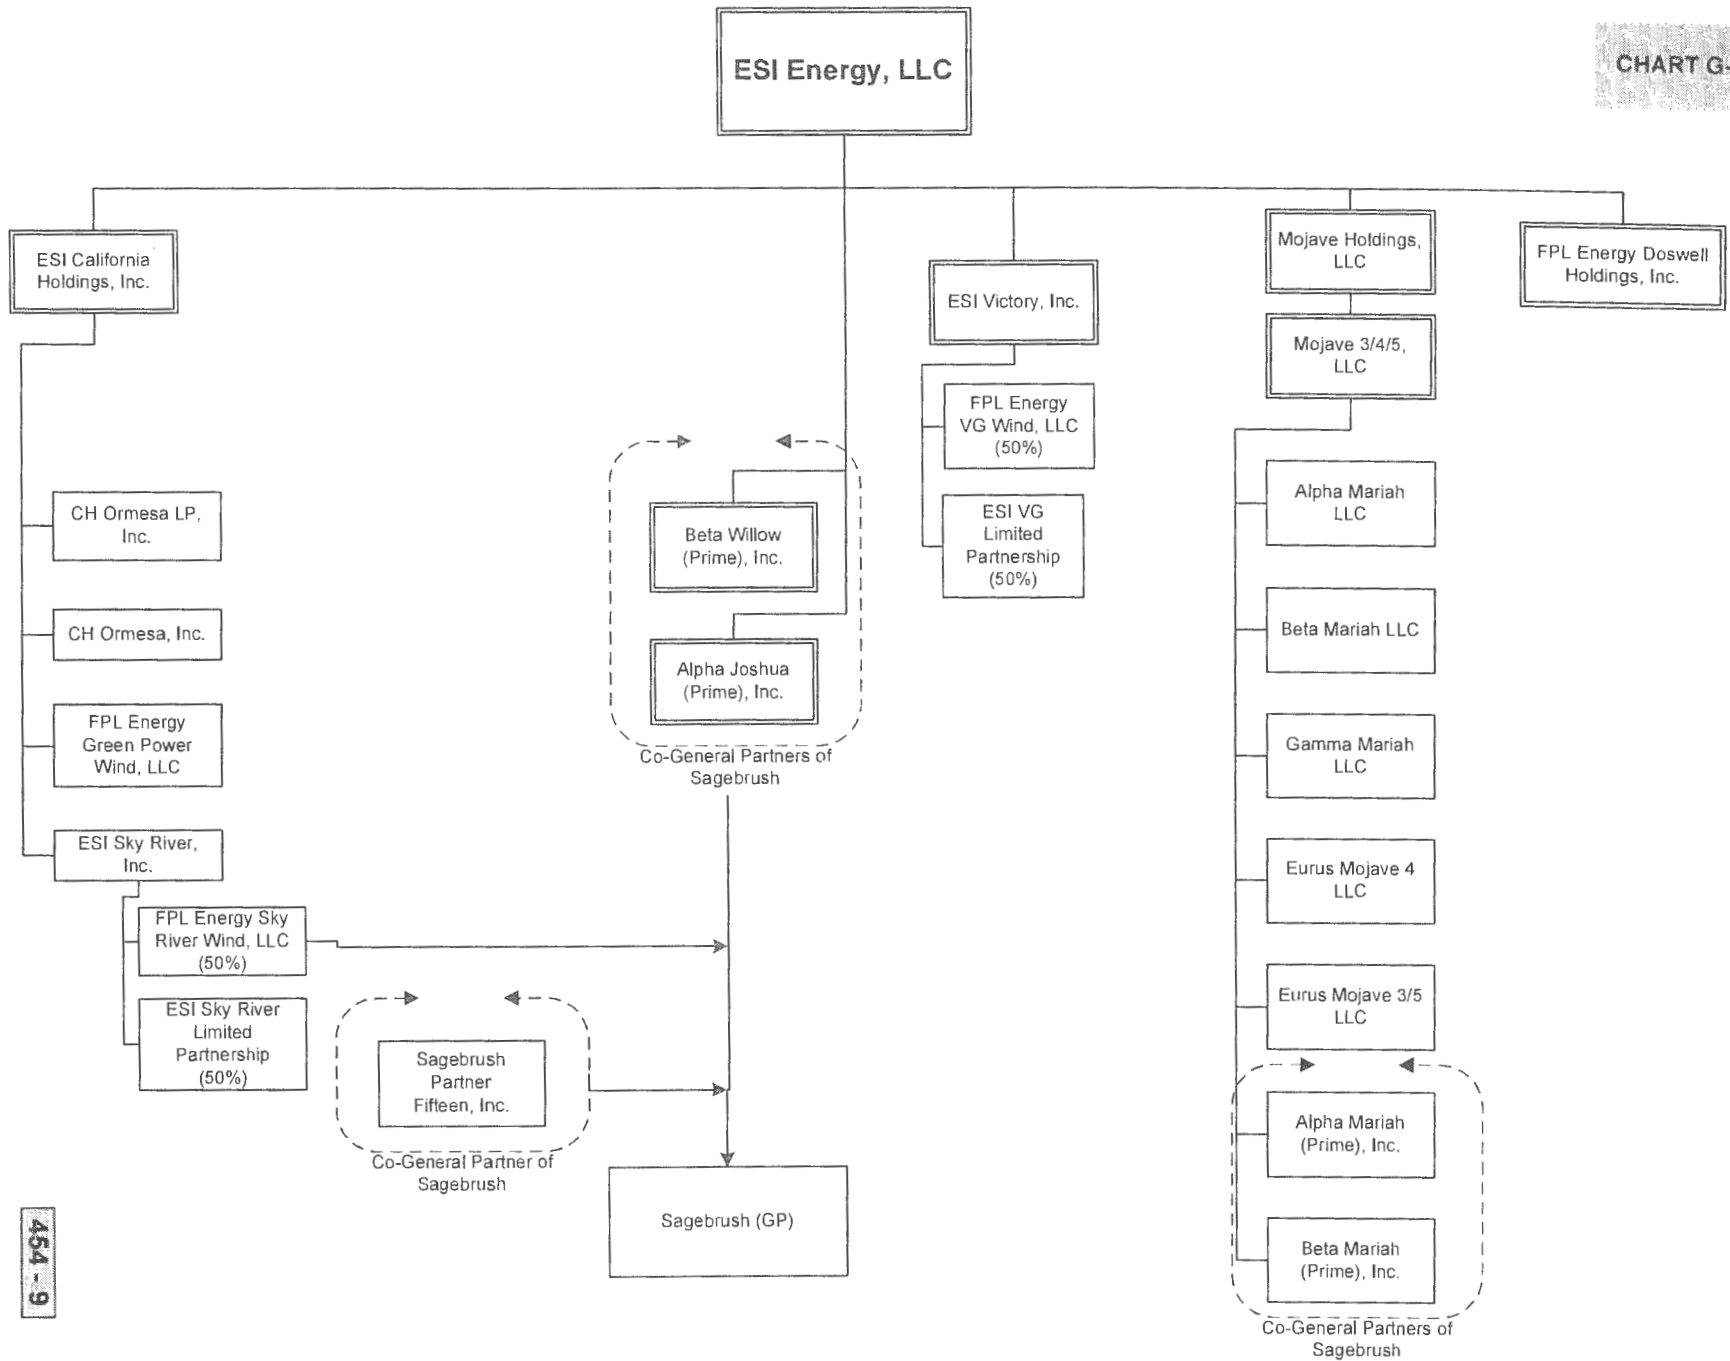 ESI Energy, LLC
CHART G-
ESI California
Holdings, Inc.
ESI Victory, Inc.
Mojave Holdings,
LLC
FPL Energy Doswell
Holdings, Inc.
Mojave 3/4/5,
LLC
CH Ormesa LP,
Inc.
CH Ormesa, Inc.
FPL Energy
Green Power
Wind, LLC
ESI Sky River,
Inc.
FPL Energy Sky
River Wind, LLC
(50%)
ESI Sky River
Limited
Partnership
(50%)
Beta Willow
(Prime), Inc.
Alpha Joshua
(Prime), Inc.
Co-General Partners of
Sagebrush
Sagebrush
Partner
Fifteen, Inc.
Co-General Partner of
Sagebrush
Sagebrush (GP)
FPL Energy
VG Wind, LLC
(50%)
ESI VG
Limited
Partnership
(50%)
Alpha Mariah
LLC
Beta Mariah LLC
Gamma Mariah
LLC
Eurus Mojave 4
LLC
Eurus Mojave 3/5
LLC
Alpha Mariah
(Prime), Inc.
Beta Mariah
(Prime), Inc.
Co-General Partners of
Sagebrush
454 - 9